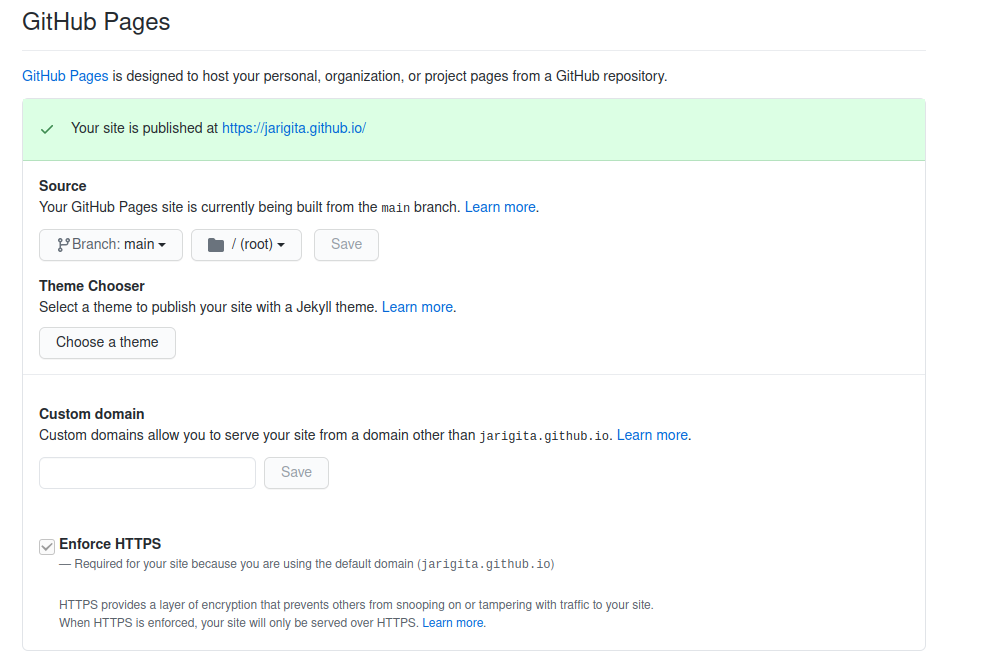 GitHub Pages
GitHub Pages is designed to host your personal, organization, or project pages from a GitHub repository.
Your site is published at https://jarigita.github.io/
Source
Your GitHub Pages site is currently being built from the main branch. Learn more.
Branch: main / (root) Save
Theme Chooser
Select a theme to publish your site with a Jekyll theme. Learn more.
Choose a theme
Custom domain
Custom domains allow you to serve your site from a domain other than jarigita.github.io. Learn more.
Save
Enforce HTTPS
— Required for your site because you are using the default domain (jarigita.github.io)
HTTPS provides a layer of encryption that prevents others from snooping on or tampering with traffic to your site.
When HTTPS is enforced, your site will only be served over HTTPS. Learn more.